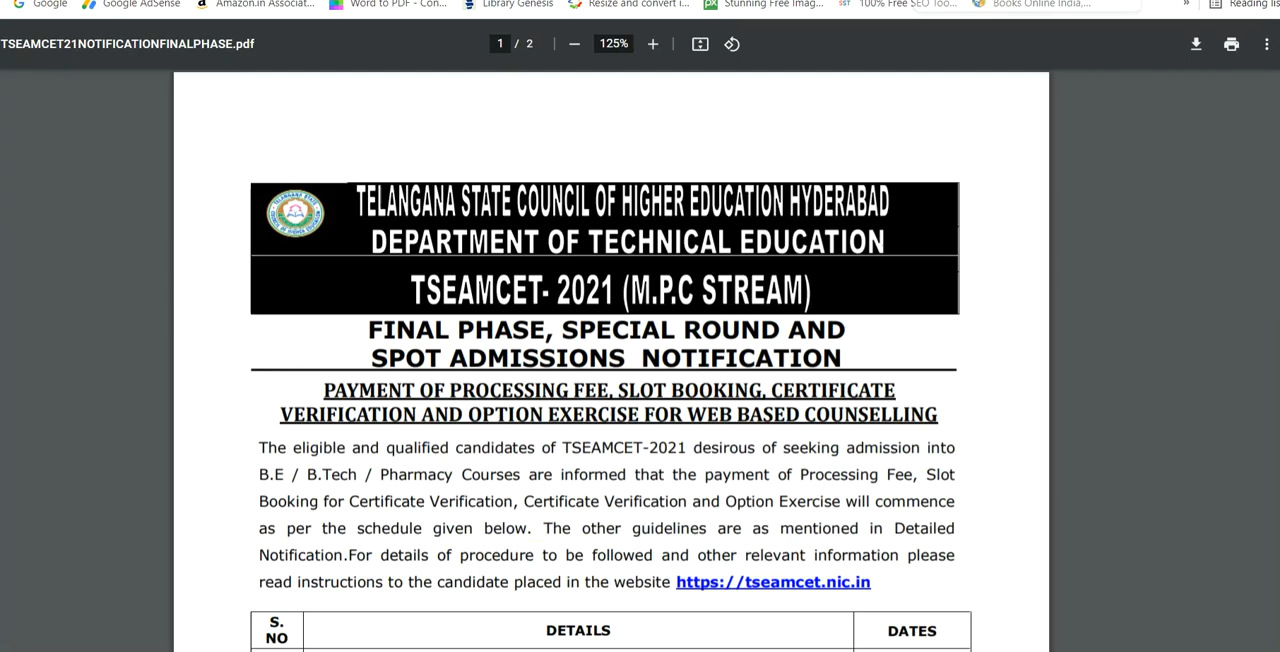 Google Google AdSense Amazon.in Associat... Word to PDF - Con... Library Genesis Resize and convert i... Stunning Free Imag... 100% Free SEO Too... Books Online India,... » Reading lis
TSEAMCET21NOTIFICATIONFINALPHASE.pdf 1 / 2 — 125% +
TELANGANA STATE COUNCIL OF HIGHER EDUCATION HYDERABAD
DEPARTMENT OF TECHNICAL EDUCATION
TSEAMCET- 2021 (M.P.C STREAM)
FINAL PHASE, SPECIAL ROUND AND
SPOT ADMISSIONS NOTIFICATION
PAYMENT OF PROCESSING FEE, SLOT BOOKING, CERTIFICATE
VERIFICATION AND OPTION EXERCISE FOR WEB BASED COUNSELLING
The eligible and qualified candidates of TSEAMCET-2021 desirous of seeking admission into
B.E / B.Tech / Pharmacy Courses are informed that the payment of Processing Fee, Slot
Booking for Certificate Verification, Certificate Verification and Option Exercise will commence
as per the schedule given below. The other guidelines are as mentioned in Detailed
Notification.For details of procedure to be followed and other relevant information please
read instructions to the candidate placed in the website https://tseamcet.nic.in
S.
NO DETAILS DATES